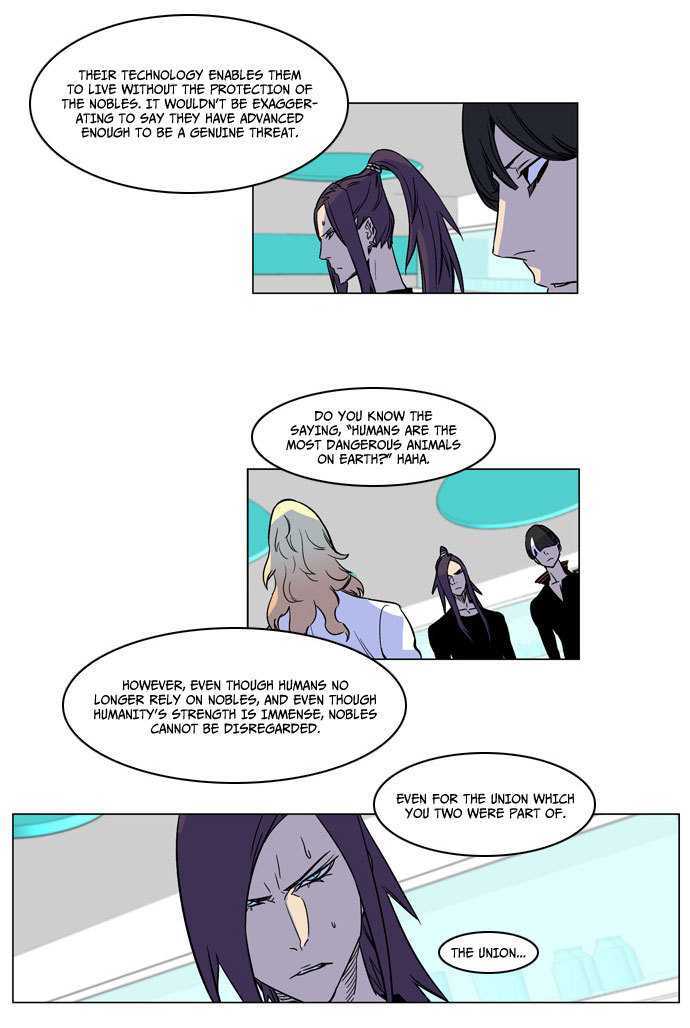 THEIR TECHNOLOGY ENABLES THEM
TO LIVE WITHOUT THE PROTECTION OF
THE NOBLES. IT WOULDN'T BE EXAGGER-
ATING TO SAY THEY HAVE ADVANCED
ENOUGH TO BE A GENUINE THREAT.
DO YOU KNOW THE
SAYING, "HUMANS ARE THE
MOST DANGEROUS ANIMALS
ON EARTH?" HAHA.
HOWEVER, EVEN THOUGH HUMANS NO
LONGER RELY ON NOBLES, AND EVEN THOUGH
HUMANITY'S STRENGTH IS IMMENSE, NOBLES
CANNOT BE DISREGARDED.
EVEN FOR THE UNION WHICH
YOU TWO WERE PART OF.
THE UNION...